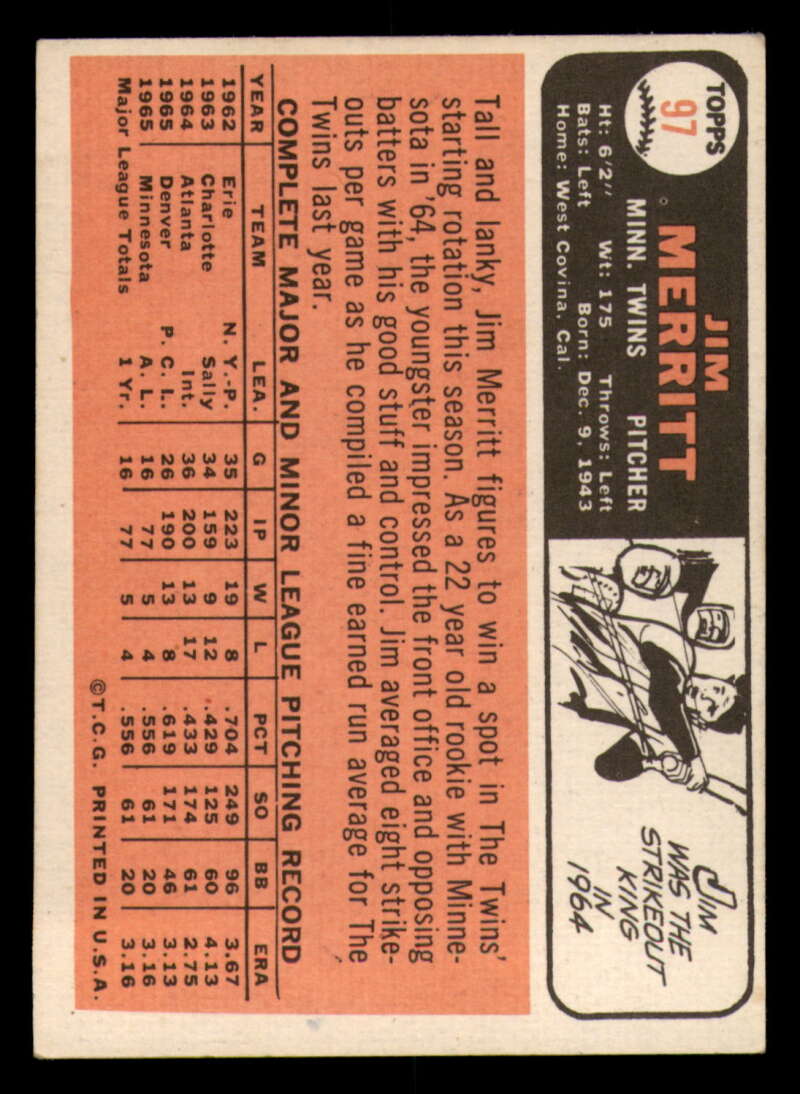 TOPPS
97
JIM
MERRITT
MINN. TWINS PITCHER
Ht: 6'2" Wt: 175 Throws: Left
Bats: Left Born: Dec. 9, 1943
Home: West Covina, Cal.
JIM
WAS THE
STRIKEOUT
KING
IN
1964
Tall and lanky, Jim Merritt figures to win a spot in The Twins'
starting rotation this season. As a 22 year old rookie with Minne-
sota in '64, the youngster impressed the front office and opposing
batters with his good stuff and control. Jim averaged eight strike-
outs per game as he compiled a fine earned run average for The
Twins last year.
COMPLETE MAJOR AND MINOR LEAGUE PITCHING RECORD
YEAR TEAM LEA. G IP W L PCT SO BB ERA
1962 Erie N. Y.-P. 35 223 19 8 .704 249 96 3.67
1963 Charlotte Sally 34 159 9 12 .429 125 60 4.13
1964 Atlanta Int. 36 200 13 17 .433 174 61 2.75
1965 Denver P. C. L. 26 190 13 8 .619 171 46 3.13
1965 Minnesota A. L. 16 77 5 4 .556 61 20 3.16
Major League Totals 1 Yr. 16 77 5 4 .556 61 20 3.16
©T.C.G. PRINTED IN U.S.A.